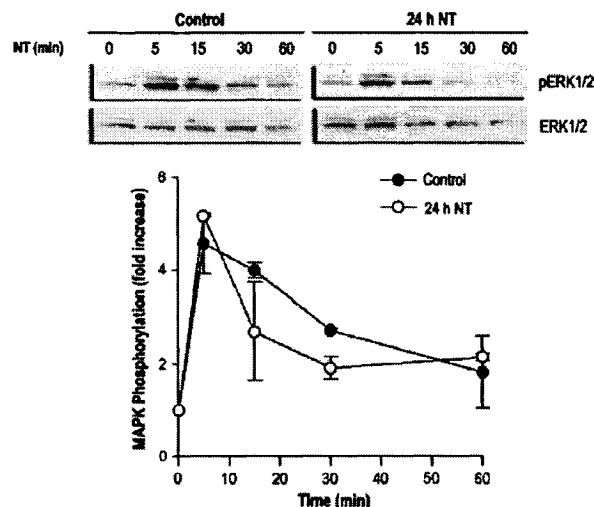 Control 24 h NT
NT (min) 0 5 15 30 60 0 5 15 30 60
pERK1/2
ERK1/2
Control
24 h NT
MAPK Phosphorylation (fold increase)
6
4
2
0
0 10 20 30 40 50 60
Time (min)